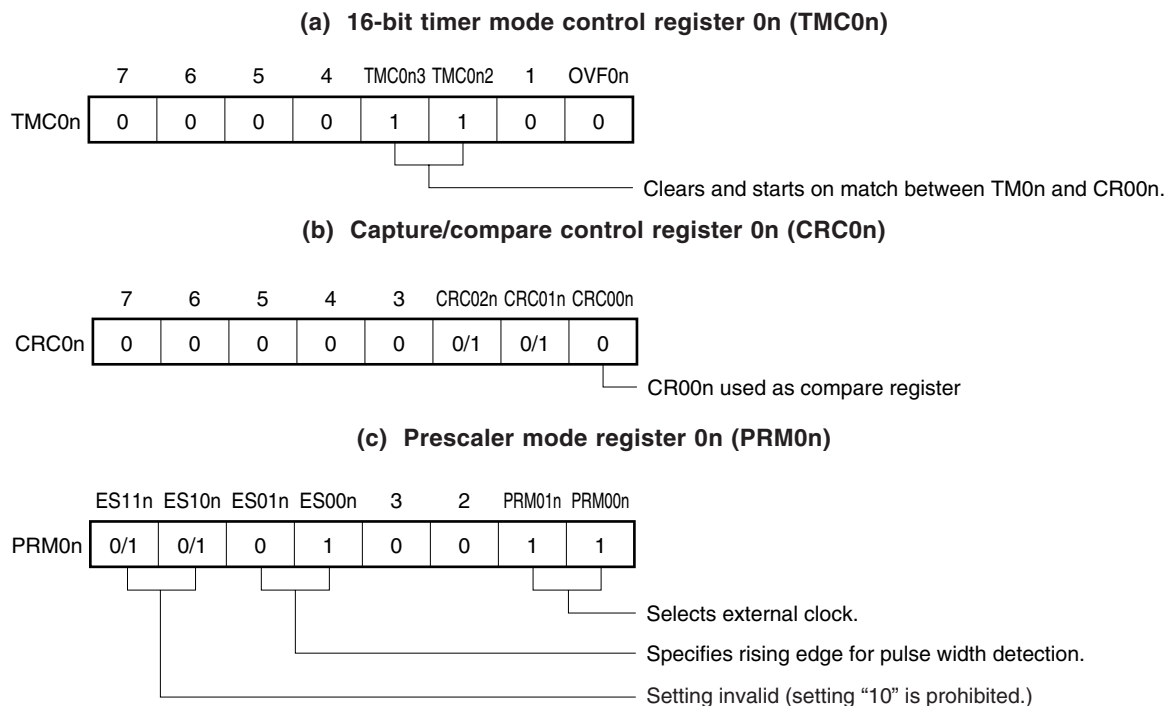 (a) 16-bit timer mode control register 0n (TMC0n)
7 6 5 4 TMC0n3 TMC0n2 1 OVF0n
TMC0n 0 0 0 0 1 1 0 0
Clears and starts on match between TM0n and CR00n.
(b) Capture/compare control register 0n (CRC0n)
7 6 5 4 3 CRC02n CRC01n CRC00n
CRC0n 0 0 0 0 0 0/1 0/1 0
CR00n used as compare register
(c) Prescaler mode register 0n (PRM0n)
ES11n ES10n ES01n ES00n 3 2 PRM01n PRM00n
PRM0n 0/1 0/1 0 1 0 0 1 1
Selects external clock.
Specifies rising edge for pulse width detection.
Setting invalid (setting “10” is prohibited.)